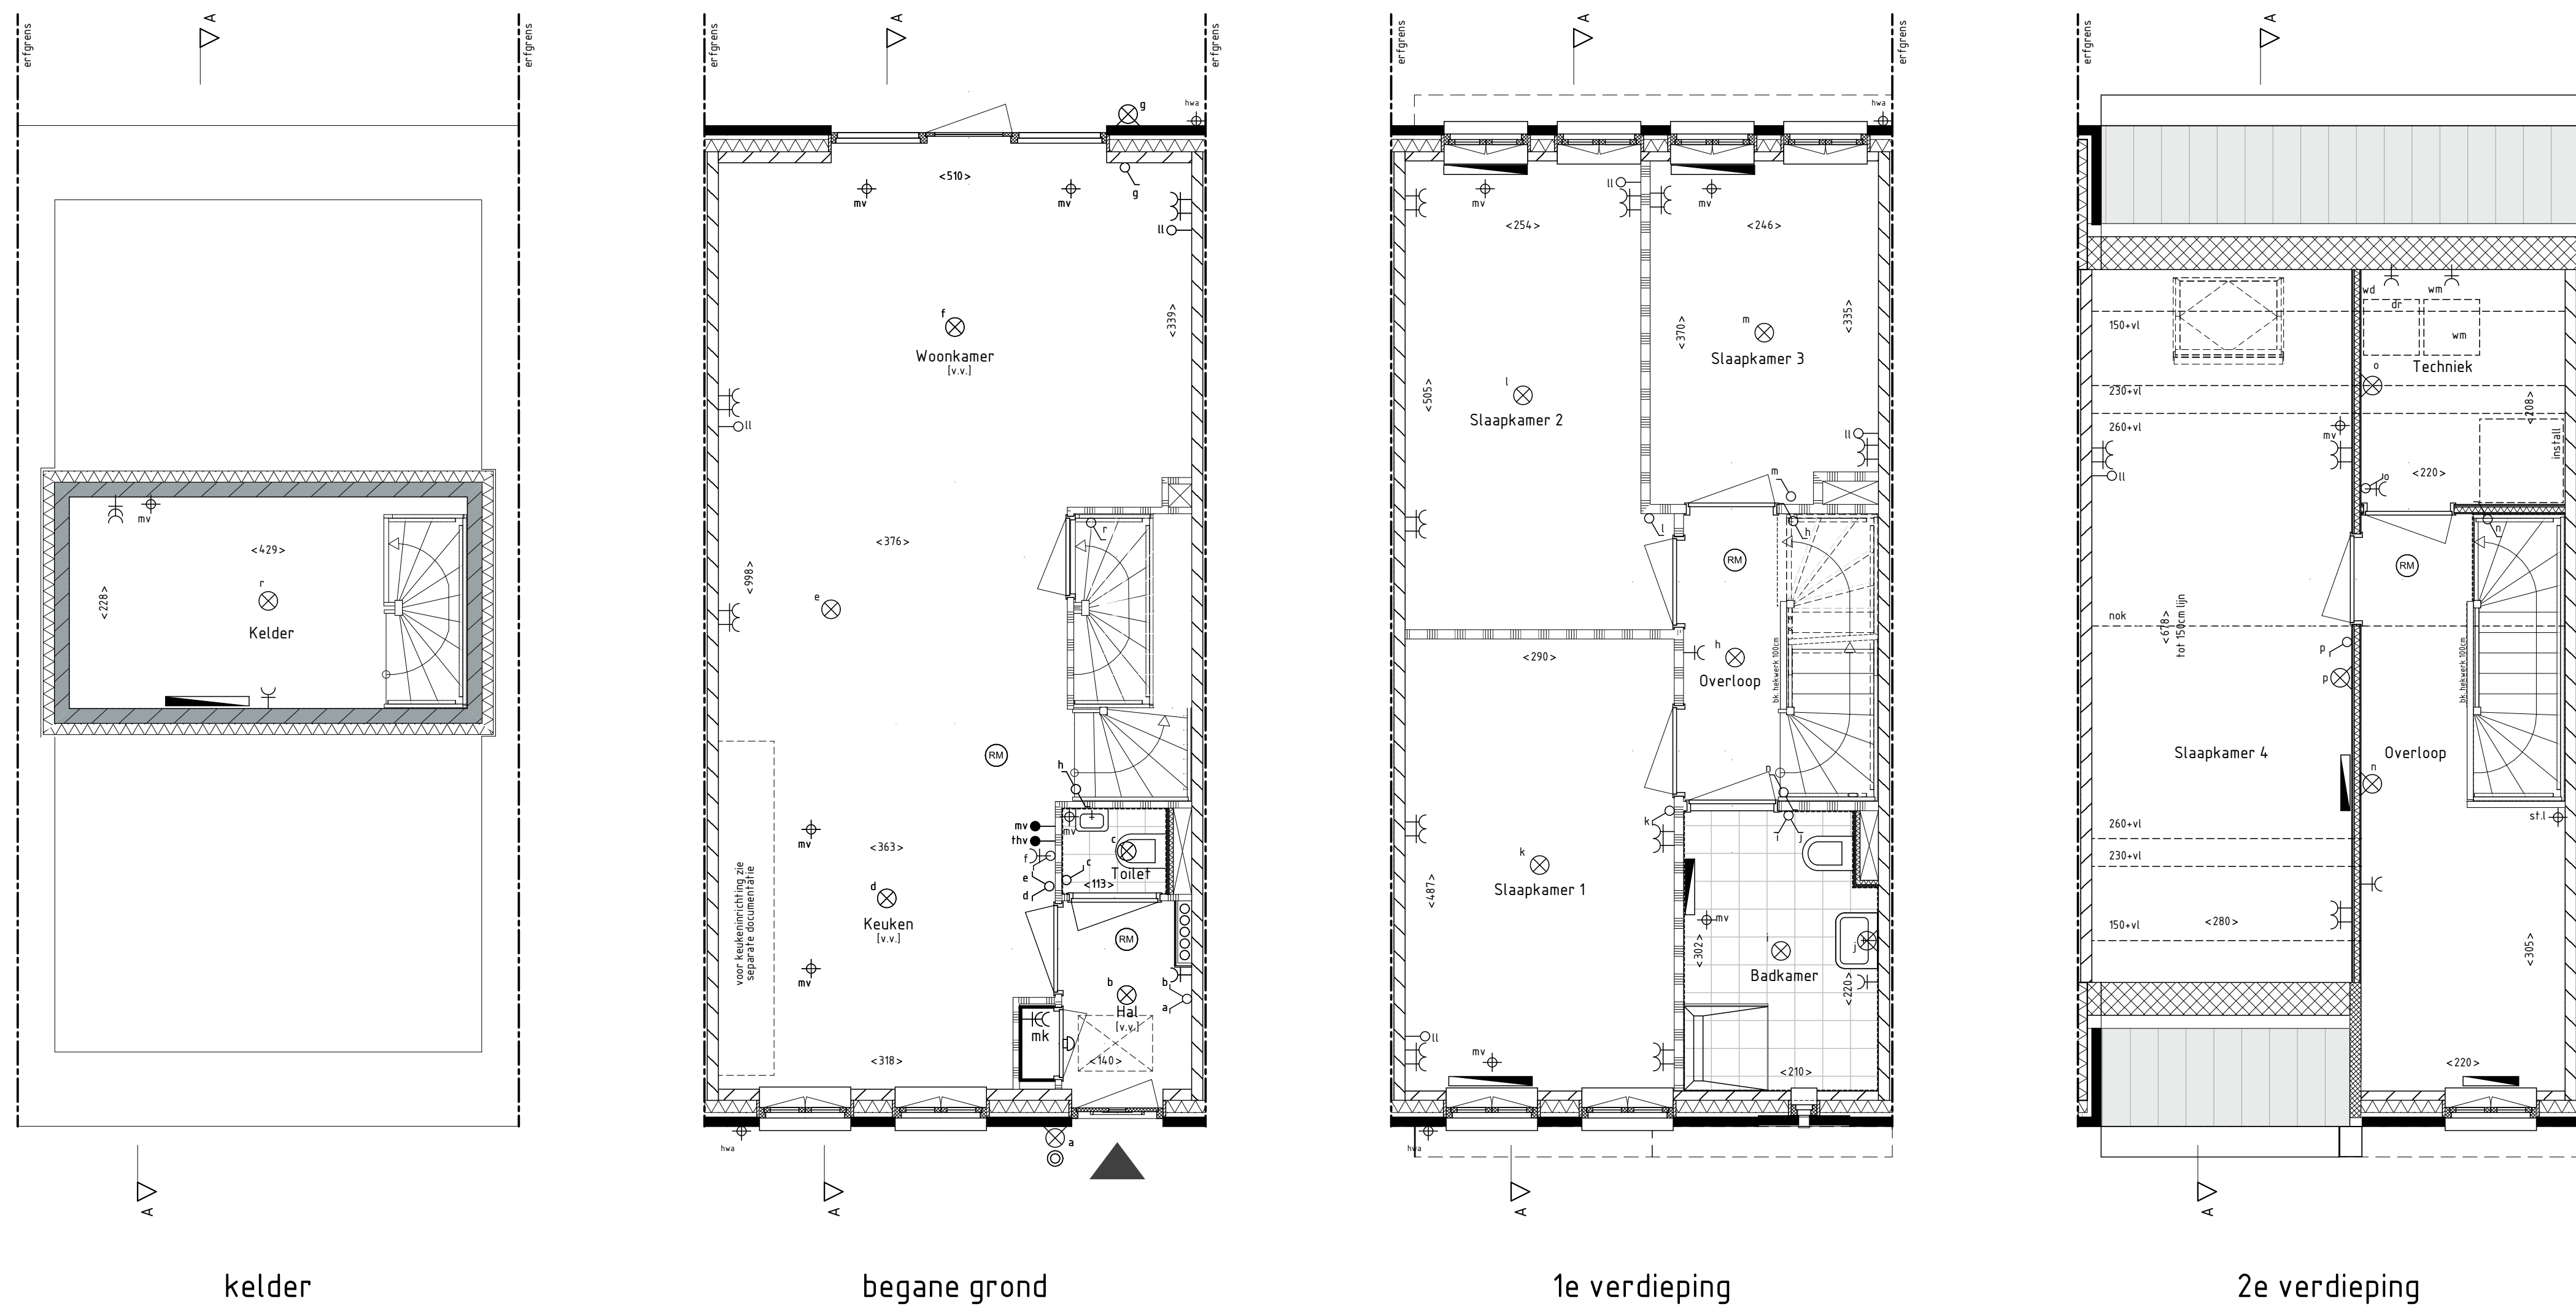 erfgrens
A
erfgrens
mv
<429>
<228>
r
Kelder
A
kelder
erfgrens
A
erfgrens
g
hwa
<510>
g
mv
mv
ll
f
<339>
Woonkamer
[v.v.]
ll
r
<376>
<998>
e
RM
h
mv
thv
f
e
d
mv
<363>
mv
c
c
Toilet
<113>
d
Keuken
[v.v.]
voor keukeninrichting zie
separate documentatie
RM
mv
b
b
a
Hal
[v.v.]
mk
<318>
<140>
hwa
a
A
begane grond
erfgrens
A
erfgrens
hwa
ll
mv
mv
<254>
<246>
m
<370>
<335>
Slaapkamer 3
l
<505>
Slaapkamer 2
ll
m
l
h
RM
<290>
h
Overloop
bk. hekwerk 100cm
n
k
i
j
k
Slaapkamer 1
<487>
mv
<302>
i
j
Badkamer
<220>
ll
mv
<210>
hwa
A
1e verdieping
erfgrens
A
wd
dr
wm
wm
150+vl
Techniek
o
230+vl
<208>
260+vl
mv
install
<220>
ll
o
n
RM
nok
<678>
tot 150cm lijn
p
p
bk. hekwerk 100cm
Slaapkamer 4
Overloop
n
st.l
260+vl
230+vl
150+vl
<280>
<305>
<220>
A
2e verdieping